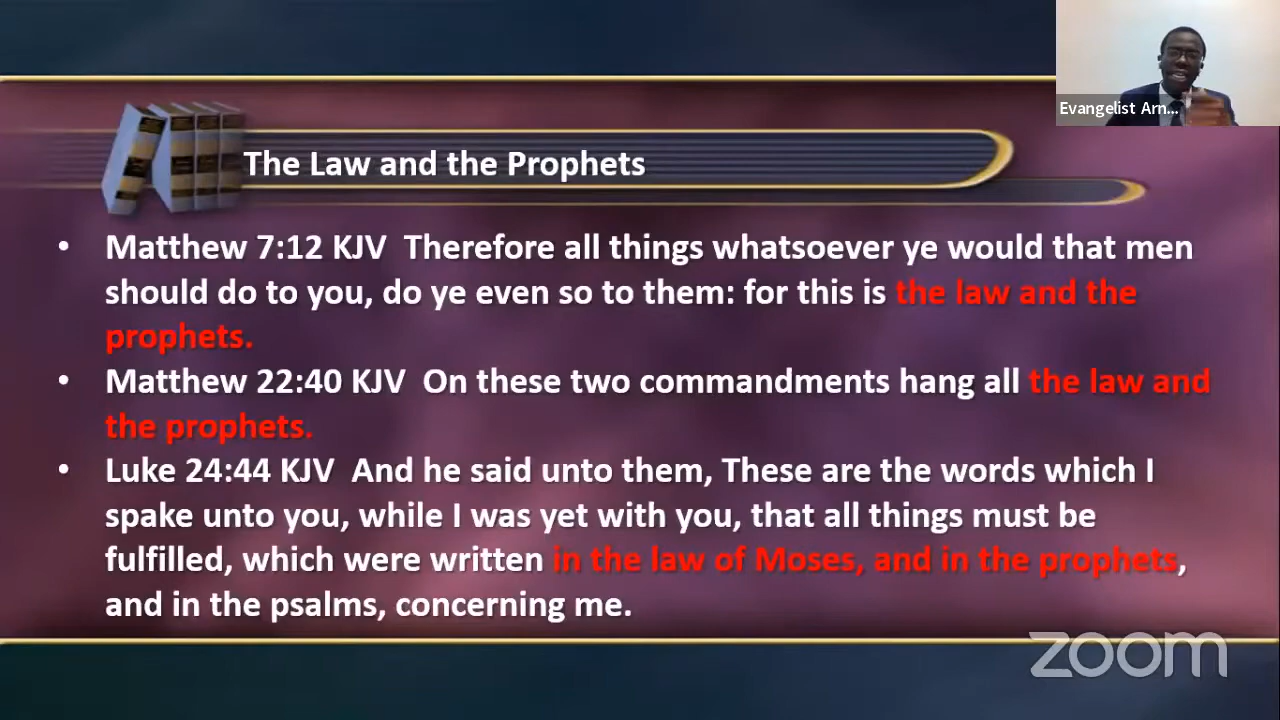 Evangelist Arn...
The Law and the Prophets
• Matthew 7:12 KJV Therefore all things whatsoever ye would that men
should do to you, do ye even so to them: for this is the law and the
prophets.
• Matthew 22:40 KJV On these two commandments hang all the law and
the prophets.
• Luke 24:44 KJV And he said unto them, These are the words which I
spake unto you, while I was yet with you, that all things must be
fulfilled, which were written in the law of Moses, and in the prophets,
and in the psalms, concerning me.
zoom